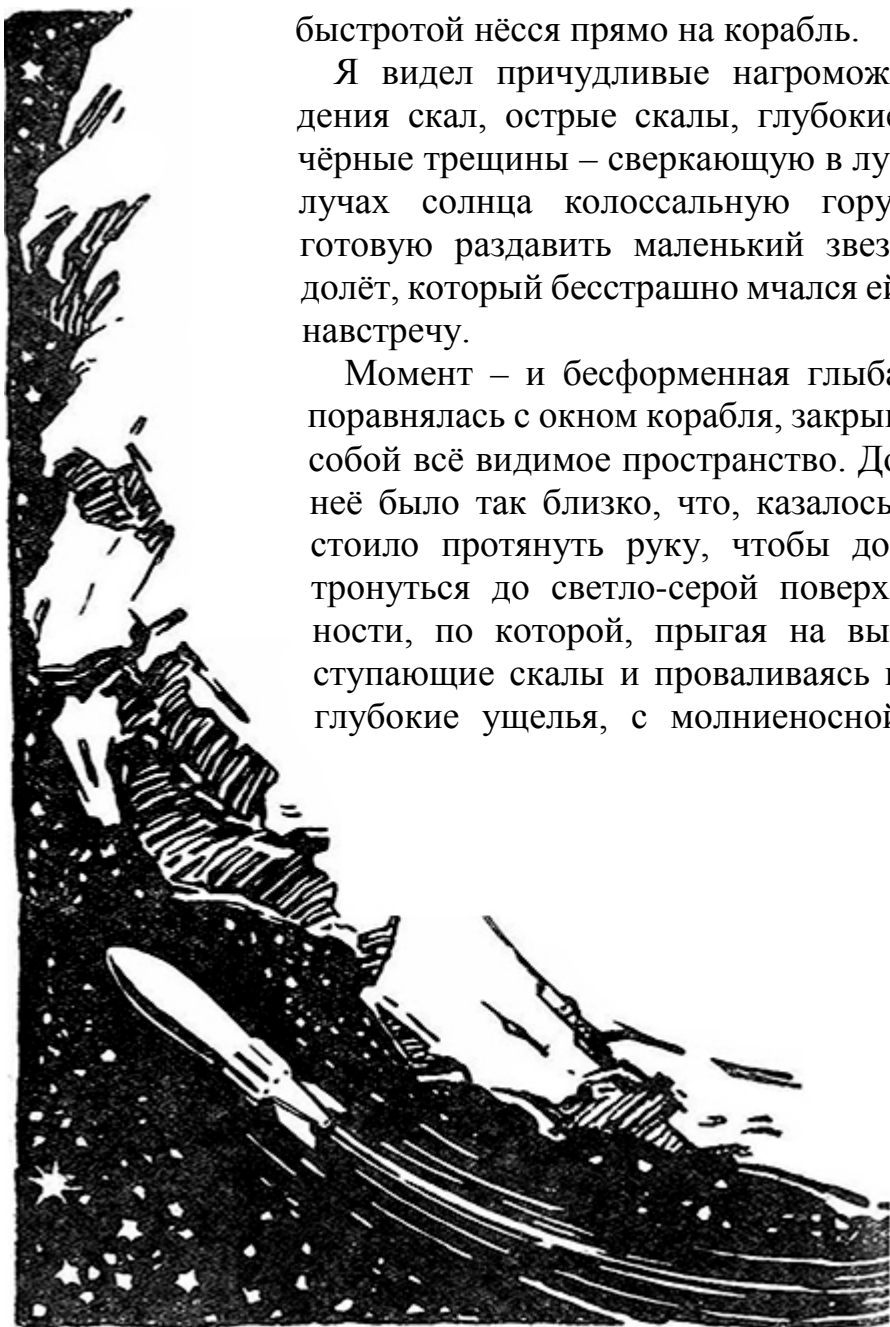 быстротой нёсся прямо на корабль.
Я видел причудливые нагромож
дения скал, острые скалы, глубокие
чёрные трещины – сверкающую в лу
лучах солнца колоссальную гору
готовую раздавить маленький звез
долёт, который бесстрашно мчался ей
навстречу.
Момент – и бесформенная глыба
поравнялась с окном корабля, закрыв
собой всё видимое пространство. До
неё было так близко, что, казалось
стоило протянуть руку, чтобы до
тронуться до светло-серой поверх
ности, по которой, прыгая на вы
ступающие скалы и проваливаясь в
глубокие ущелья, с молниеносной